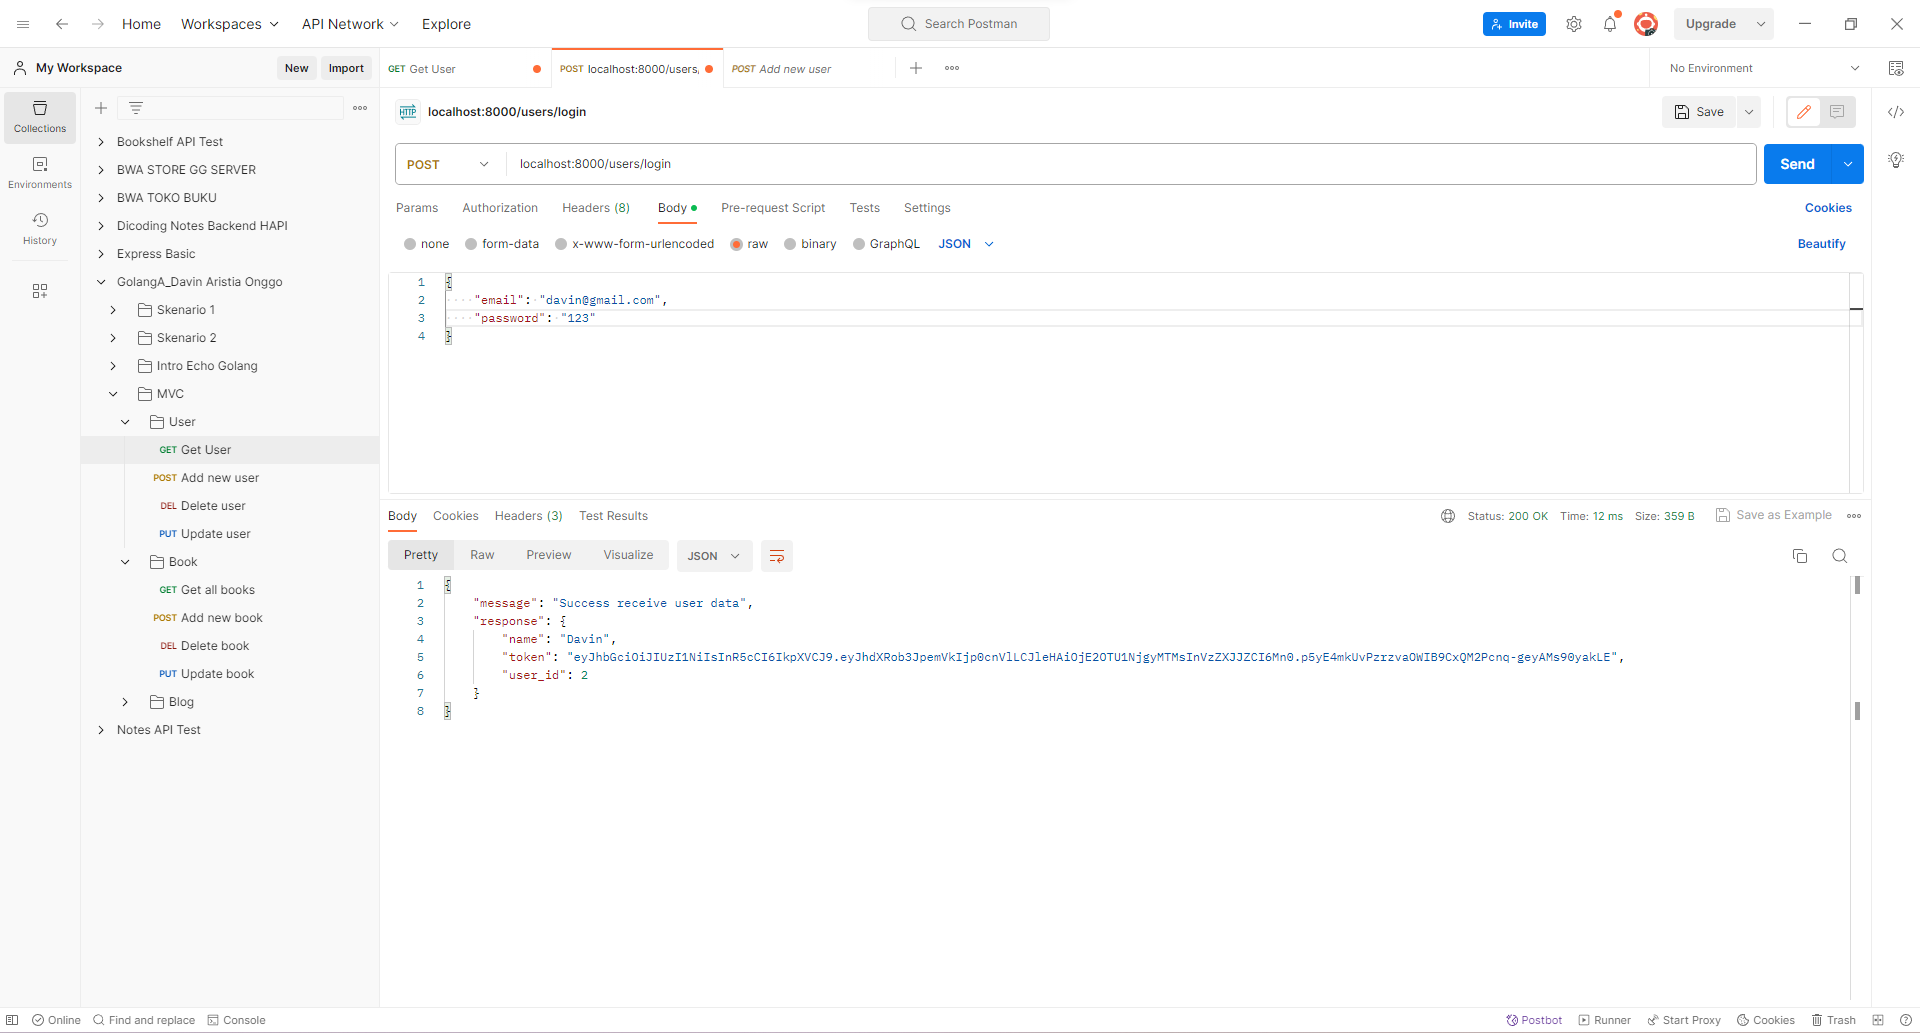 Home Workspaces API Network Explore Search Postman Invite Upgrade
My Workspace New Import GET Get User POST localhost:8000/users, POST Add new user No Environment
Collections
Environments
History
Bookshelf API Test
BWA STORE GG SERVER
BWA TOKO BUKU
Dicoding Notes Backend HAPI
Express Basic
GolangA_Davin Aristia Onggo
Skenario 1
Skenario 2
Intro Echo Golang
MVC
User
GET Get User
POST Add new user
DEL Delete user
PUT Update user
Book
GET Get all books
POST Add new book
DEL Delete book
PUT Update book
Blog
Notes API Test
HTTP localhost:8000/users/login Save
POST localhost:8000/users/login Send
Params Authorization Headers (8) Body Pre-request Script Tests Settings Cookies
none form-data x-www-form-urlencoded raw binary GraphQL JSON Beautify
1 {
2 "email": "davin@gmail.com",
3 "password": "123"
4 }
Body Cookies Headers (3) Test Results Status: 200 OK Time: 12 ms Size: 359 B Save as Example
Pretty Raw Preview Visualize JSON
1 {
2 "message": "Success receive user data",
3 "response": {
4 "name": "Davin",
5 "token": "eyJhbGciOiJIUzI1NiIsInR5cCI6IkpXVCJ9.eyJhdXRob3JpemVkIjp0cnVlLCJleHAiOjE2OTU1NjgyMTMsInVzZXJJZCI6Mn0.p5yE4mkUvPzrzvaOWIB9CxQM2Pcnq-geyAMs90yakLE",
6 "user_id": 2
7 }
8 }
Online Find and replace Console Postbot Runner Start Proxy Cookies Trash